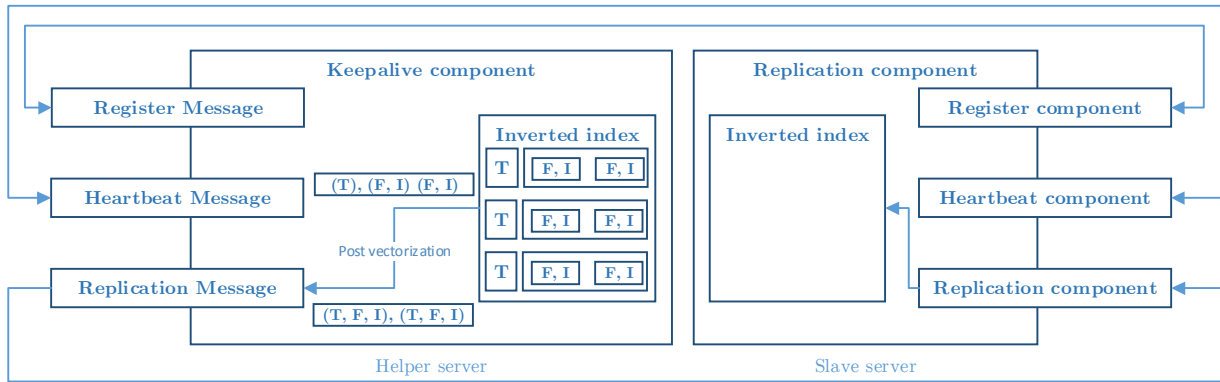 Keepalive component
Replication component
Register Message
Register component
Inverted index
Inverted index
T
F, I
F, I
(T), (F, I) (F, I)
Heartbeat Message
Heartbeat component
T
F, I
F, I
Post vectorization
T
F, I
F, I
Replication Message
Replication component
(T, F, I), (T, F, I)
Helper server
Slave server